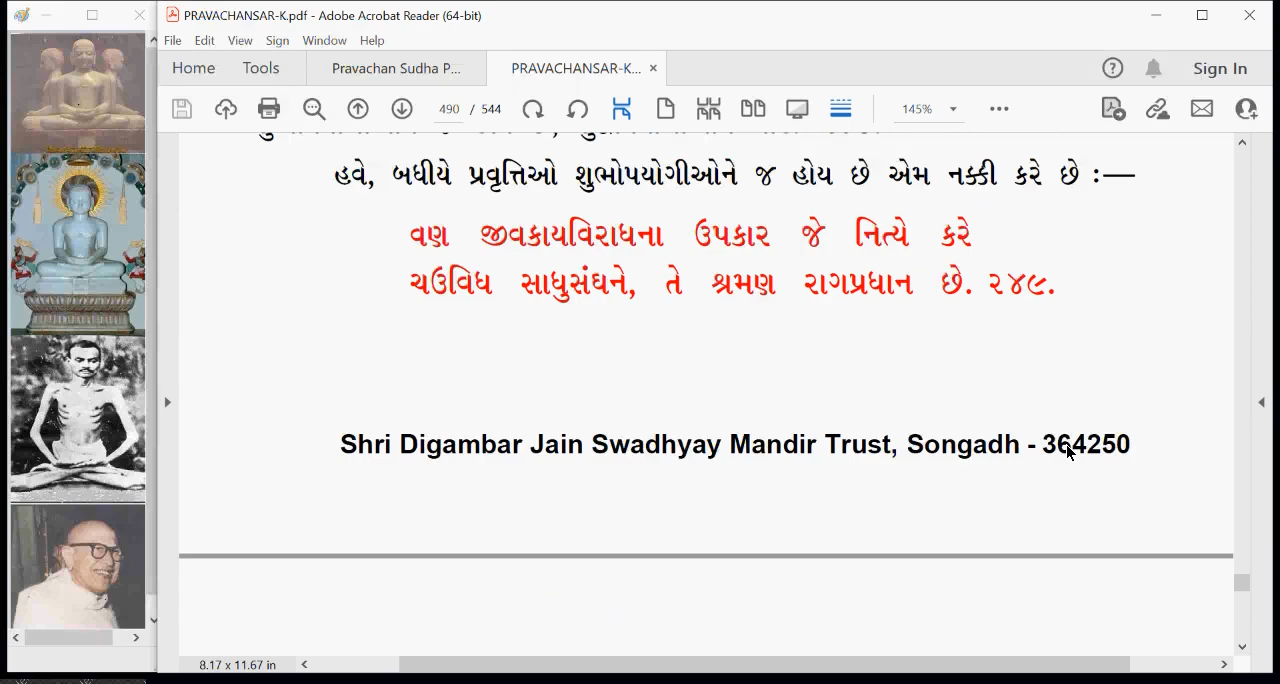 PRAVACHANSAR-K.pdf - Adobe Acrobat Reader (64-bit)
File Edit View Sign Window Help
Home Tools Pravachan Sudha P... PRAVACHANSAR-K... × Sign In
490 / 544 145%
હવે, બધીયે પ્રવૃત્તિઓ શુભોપયોગીઓને જ હોય છે એમ નક્કી કરે છે :—
વણ જીવકાયવિરાધના ઉપકાર જે નિત્યે કરે
ચઉવિધ સાધુસંઘને, તે શ્રમણ રાગપ્રધાન છે. ૨૪૯.
Shri Digambar Jain Swadhyay Mandir Trust, Songadh - 364250
8.17 x 11.67 in